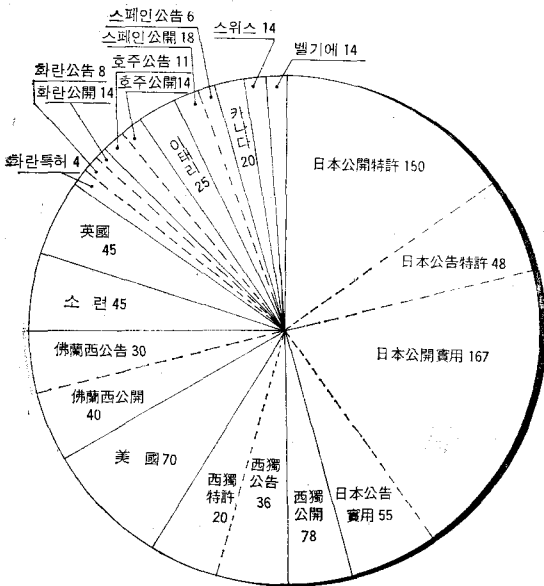 스페인公告 6
스페인公開 18
스위스 14
벨기에 14
호주公告 11
호주公開14
화란公告 8
화란公開 14
화란특허 4
카나다
20
25
日本公開特許 150
日本公告特許 48
日本公開實用 167
日本公告
實用 55
西獨
公開
78
西獨
公告
36
西獨
特許
20
美 國 70
佛蘭西公開
40
佛蘭西公告 30
소 련 45
英國
45